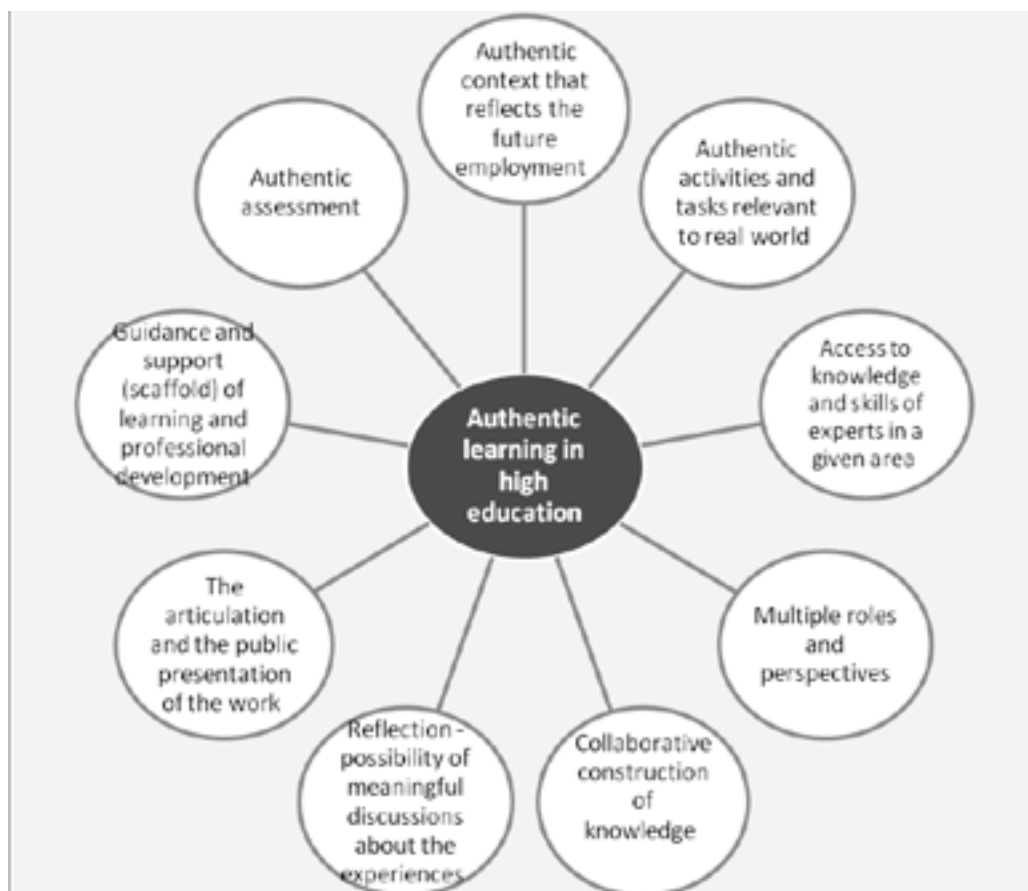 Authentic
context that
reflects the
future
employment
Authentic
activities and
tasks relevant
to real world
Access to
knowledge
and skills of
experts in a
given area
Multiple roles
and
perspectives
Collaborative
construction
of
knowledge
Reflection -
possibility of
meaningful
discussions
about the
experiences
The
articulation
and the public
presentation
of the work
Guidance and
support
(scaffold) of
learning and
professional
development
Authentic
assessment
Authentic
learning in
high
education